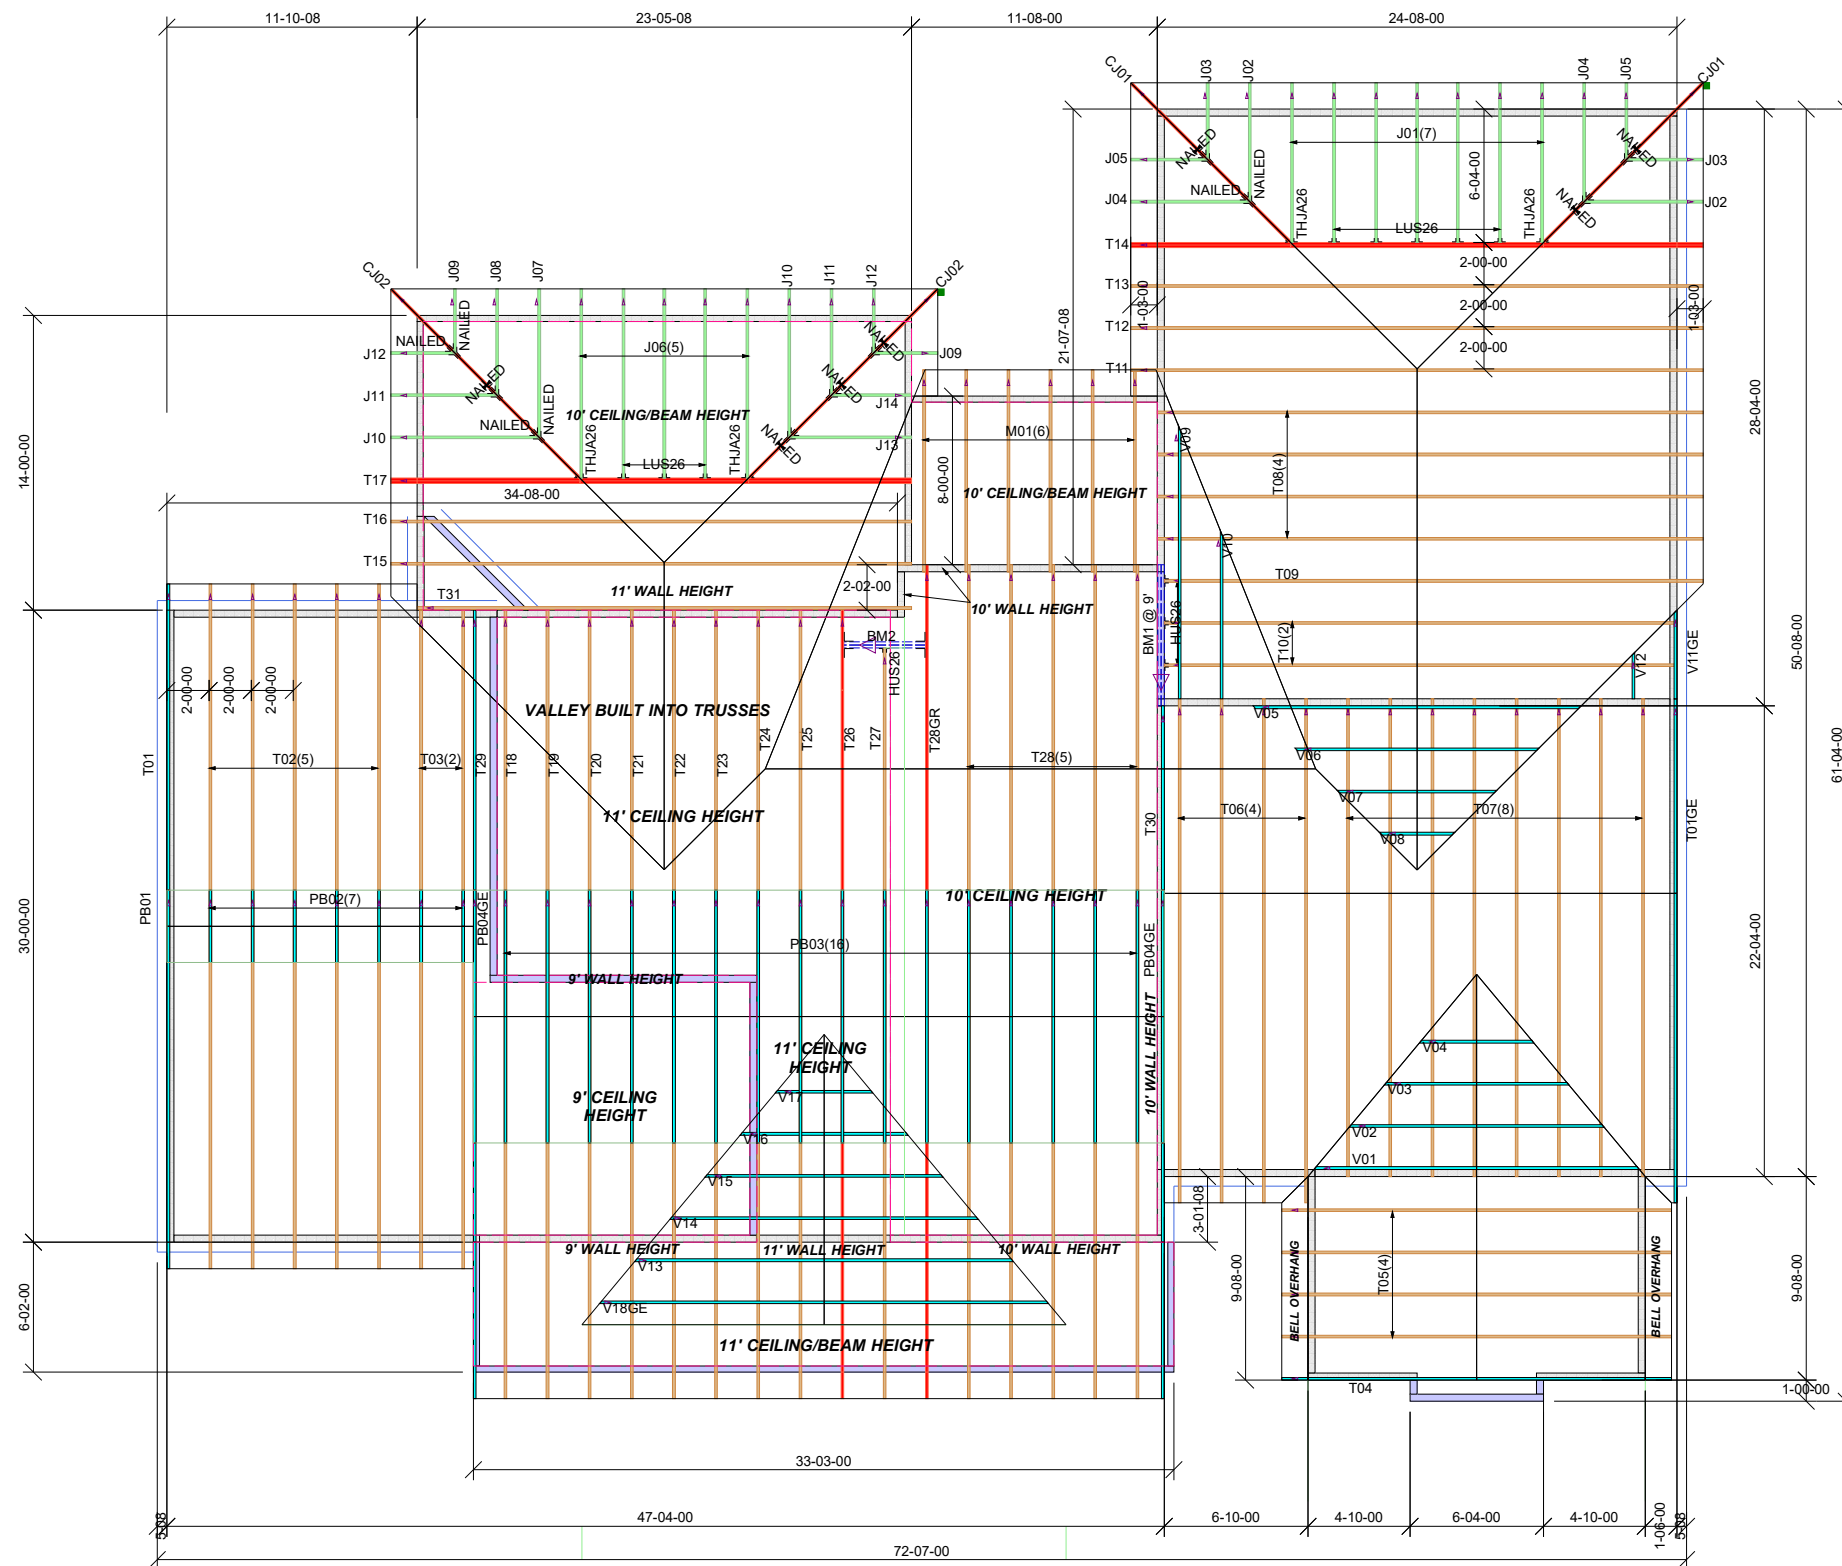 11-10-08
23-05-08
11-08-00
24-08-00
CJ01
J03
J02
J04
J05
CJ01
NAILED
NAILED
NAILED
J01(7)
6-04-00
NAILED
NAILED
J05
J04
J03
J02
THJA26
LUS26
THJA26
T14
2-00-00
T13
2-00-00
T12
2-00-00
T11
1-03-00
1-03-00
21-07-08
28-04-00
50-08-00
61-04-00
CJ02
J09
J08
J07
J10
J11
J12
CJ02
NAILED
NAILED
NAILED
NAILED
NAILED
J06(5)
NAILED
NAILED
NAILED
J12
J11
J10
J09
J14
J13
10' CEILING/BEAM HEIGHT
THJA26
LUS26
THJA26
T17
34-08-00
T16
T15
T31
11' WALL HEIGHT
2-02-00
14-00-00
M01(6)
8-00-00
10' CEILING/BEAM HEIGHT
10' WALL HEIGHT
V09
V10
T08(4)
T09
T10(2)
HUS26
BM1 @ 9'
BM2
HUS26
V12
V11GE
2-00-00
2-00-00
2-00-00
VALLEY BUILT INTO TRUSSES
T01
T02(5)
T03(2)
T29
T18
T19
T20
T21
T22
T23
T24
T25
T26
T27
T28GR
T28(5)
T30
11' CEILING HEIGHT
V05
V06
V07
V08
T06(4)
T07(8)
T01GE
PB01
PB02(7)
PB04GE
PB03(16)
PB04GE
10' CEILING HEIGHT
9' WALL HEIGHT
10' WALL HEIGHT
30-00-00
22-04-00
11' CEILING
HEIGHT
9' CEILING
HEIGHT
V17
V16
V15
V14
V13
V18GE
V04
V03
V02
V01
9' WALL HEIGHT
11' WALL HEIGHT
10' WALL HEIGHT
3-01-08
9-08-00
BELL OVERHANG
T05(4)
BELL OVERHANG
9-08-00
6-02-00
11' CEILING/BEAM HEIGHT
T04
1-00-00
33-03-00
5-08
47-04-00
6-10-00
4-10-00
6-04-00
4-10-00
1-06-00
5-08
72-07-00